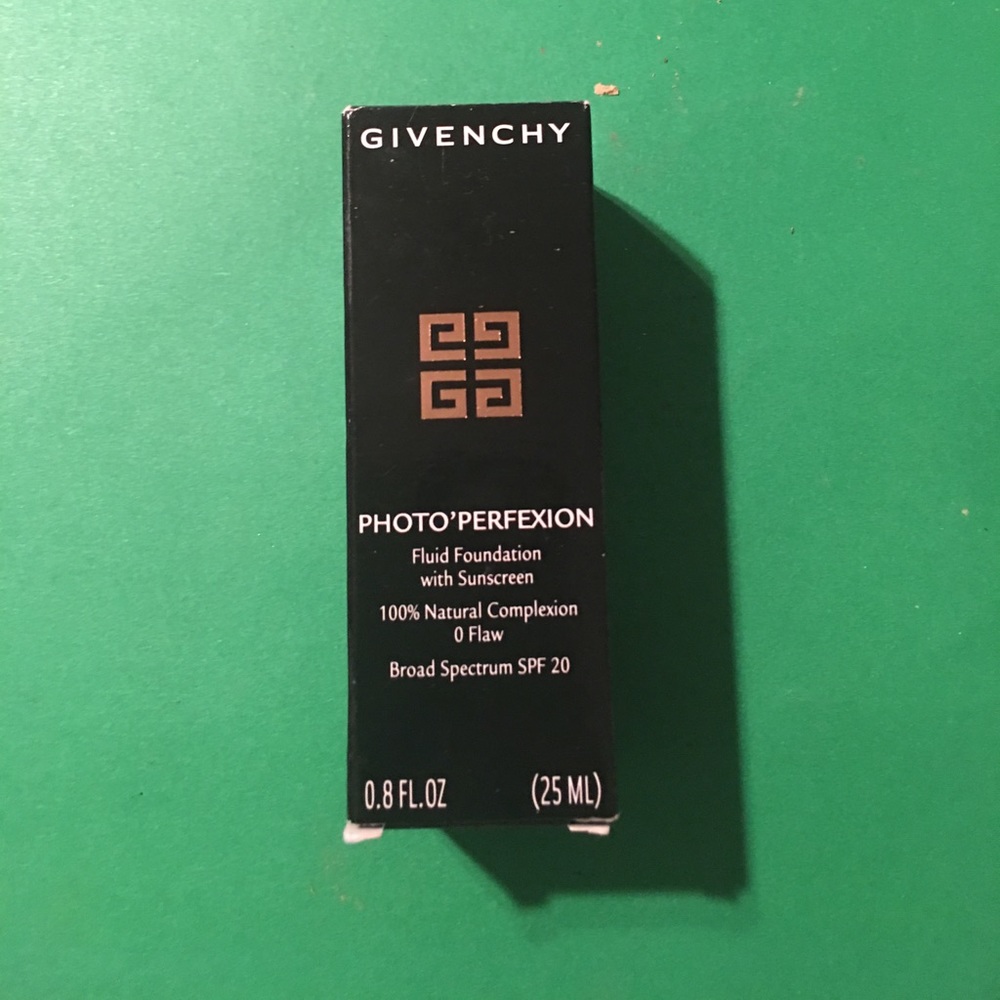 GIVENCHY
PHOTO'PERFEXION
Fluid Foundation
with Sunscreen
100% Natural Complexion
0 Flaw
Broad Spectrum SPF 20
0.8 FL.OZ (25 ML)